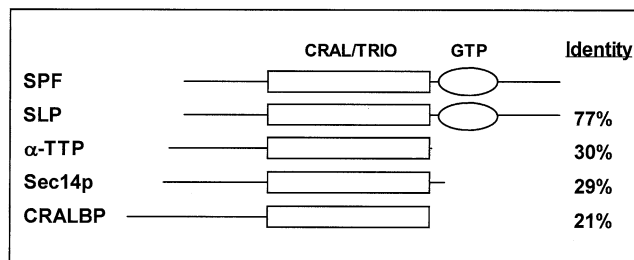 CRAL/TRIO GTP Identity
SPF
SLP 77%
α-TTP 30%
Sec14p 29%
CRALBP 21%